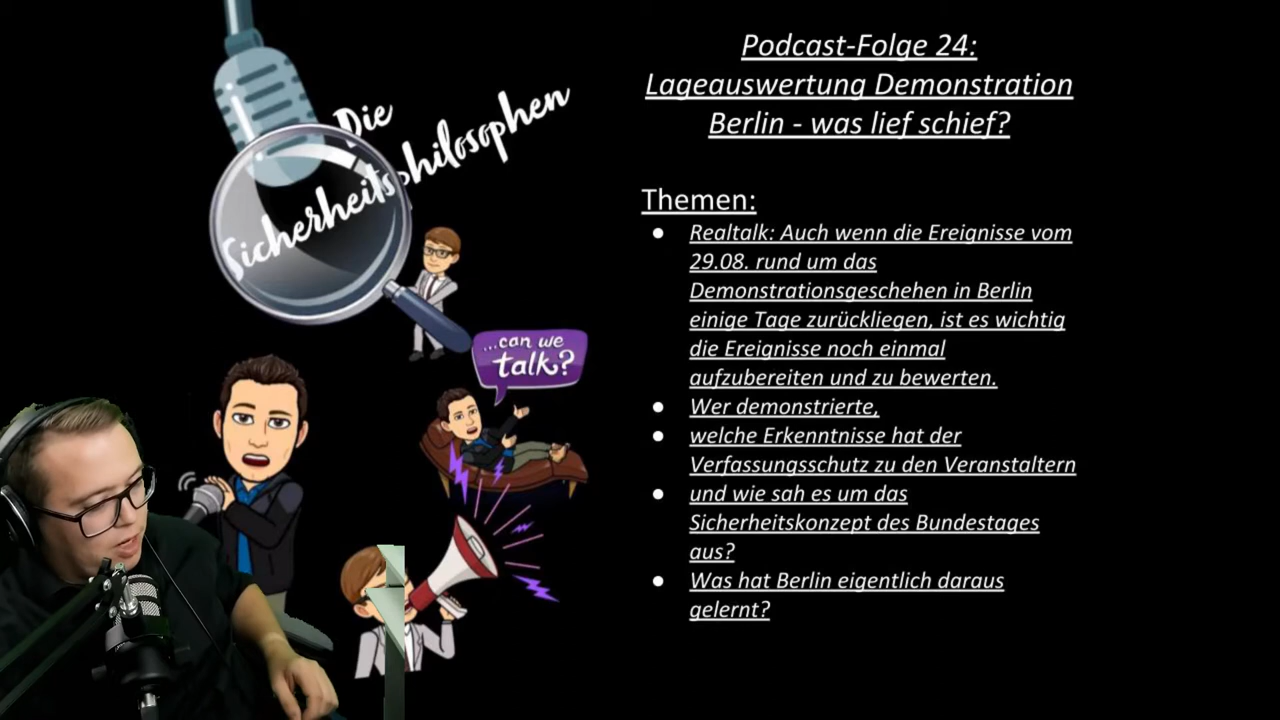 Die
Sicherheitsphilosophen
...can we
talk?
Podcast-Folge 24:
Lageauswertung Demonstration
Berlin - was lief schief?
Themen:
● Realtalk: Auch wenn die Ereignisse vom
29.08. rund um das
Demonstrationsgeschehen in Berlin
einige Tage zurückliegen, ist es wichtig
die Ereignisse noch einmal
aufzubereiten und zu bewerten.
● Wer demonstrierte,
● welche Erkenntnisse hat der
Verfassungsschutz zu den Veranstaltern
● und wie sah es um das
Sicherheitskonzept des Bundestages
aus?
● Was hat Berlin eigentlich daraus
gelernt?